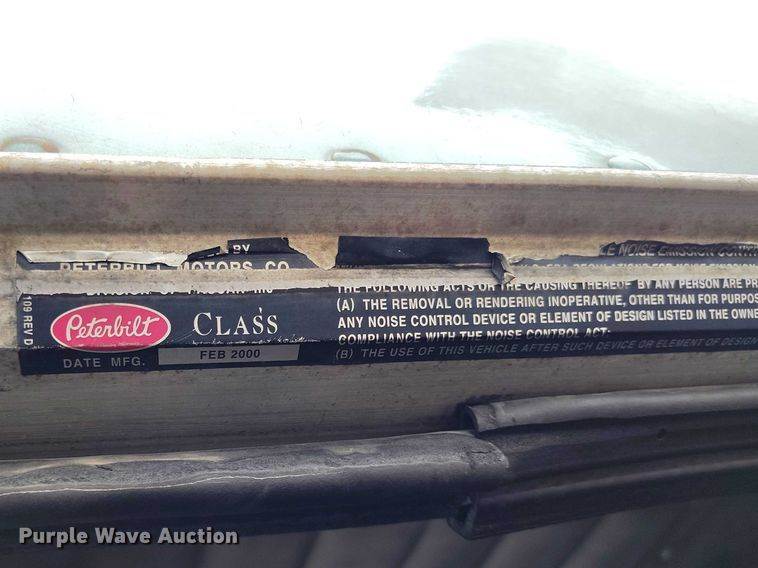 BY
PETERBILT MOTORS CO
109 REV D
Peterbilt
CLASS
DATE MFG. FEB 2000
NOISE EMISSION
THE FOLLOWING ACTS OR THE CAUSING THEREOF BY ANY PERSON ARE
(A) THE REMOVAL OR RENDERING INOPERATIVE, OTHER THAN FOR
ANY NOISE CONTROL DEVICE OR ELEMENT OF DESIGN LISTED IN THE
COMPLIANCE WITH THE NOISE CONTROL ACT:
(B) THE USE OF THIS VEHICLE AFTER SUCH DEVICE OR ELEMENT OF DESIGN
Purple Wave Auction®